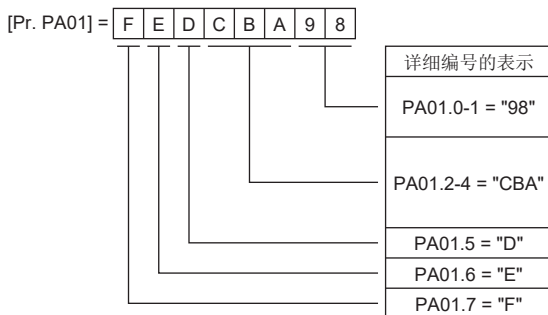 [Pr. PA01] = F E D C B A 9 8
详细编号的表示
PA01.0-1 = "98"
PA01.2-4 = "CBA"
PA01.5 = "D"
PA01.6 = "E"
PA01.7 = "F"